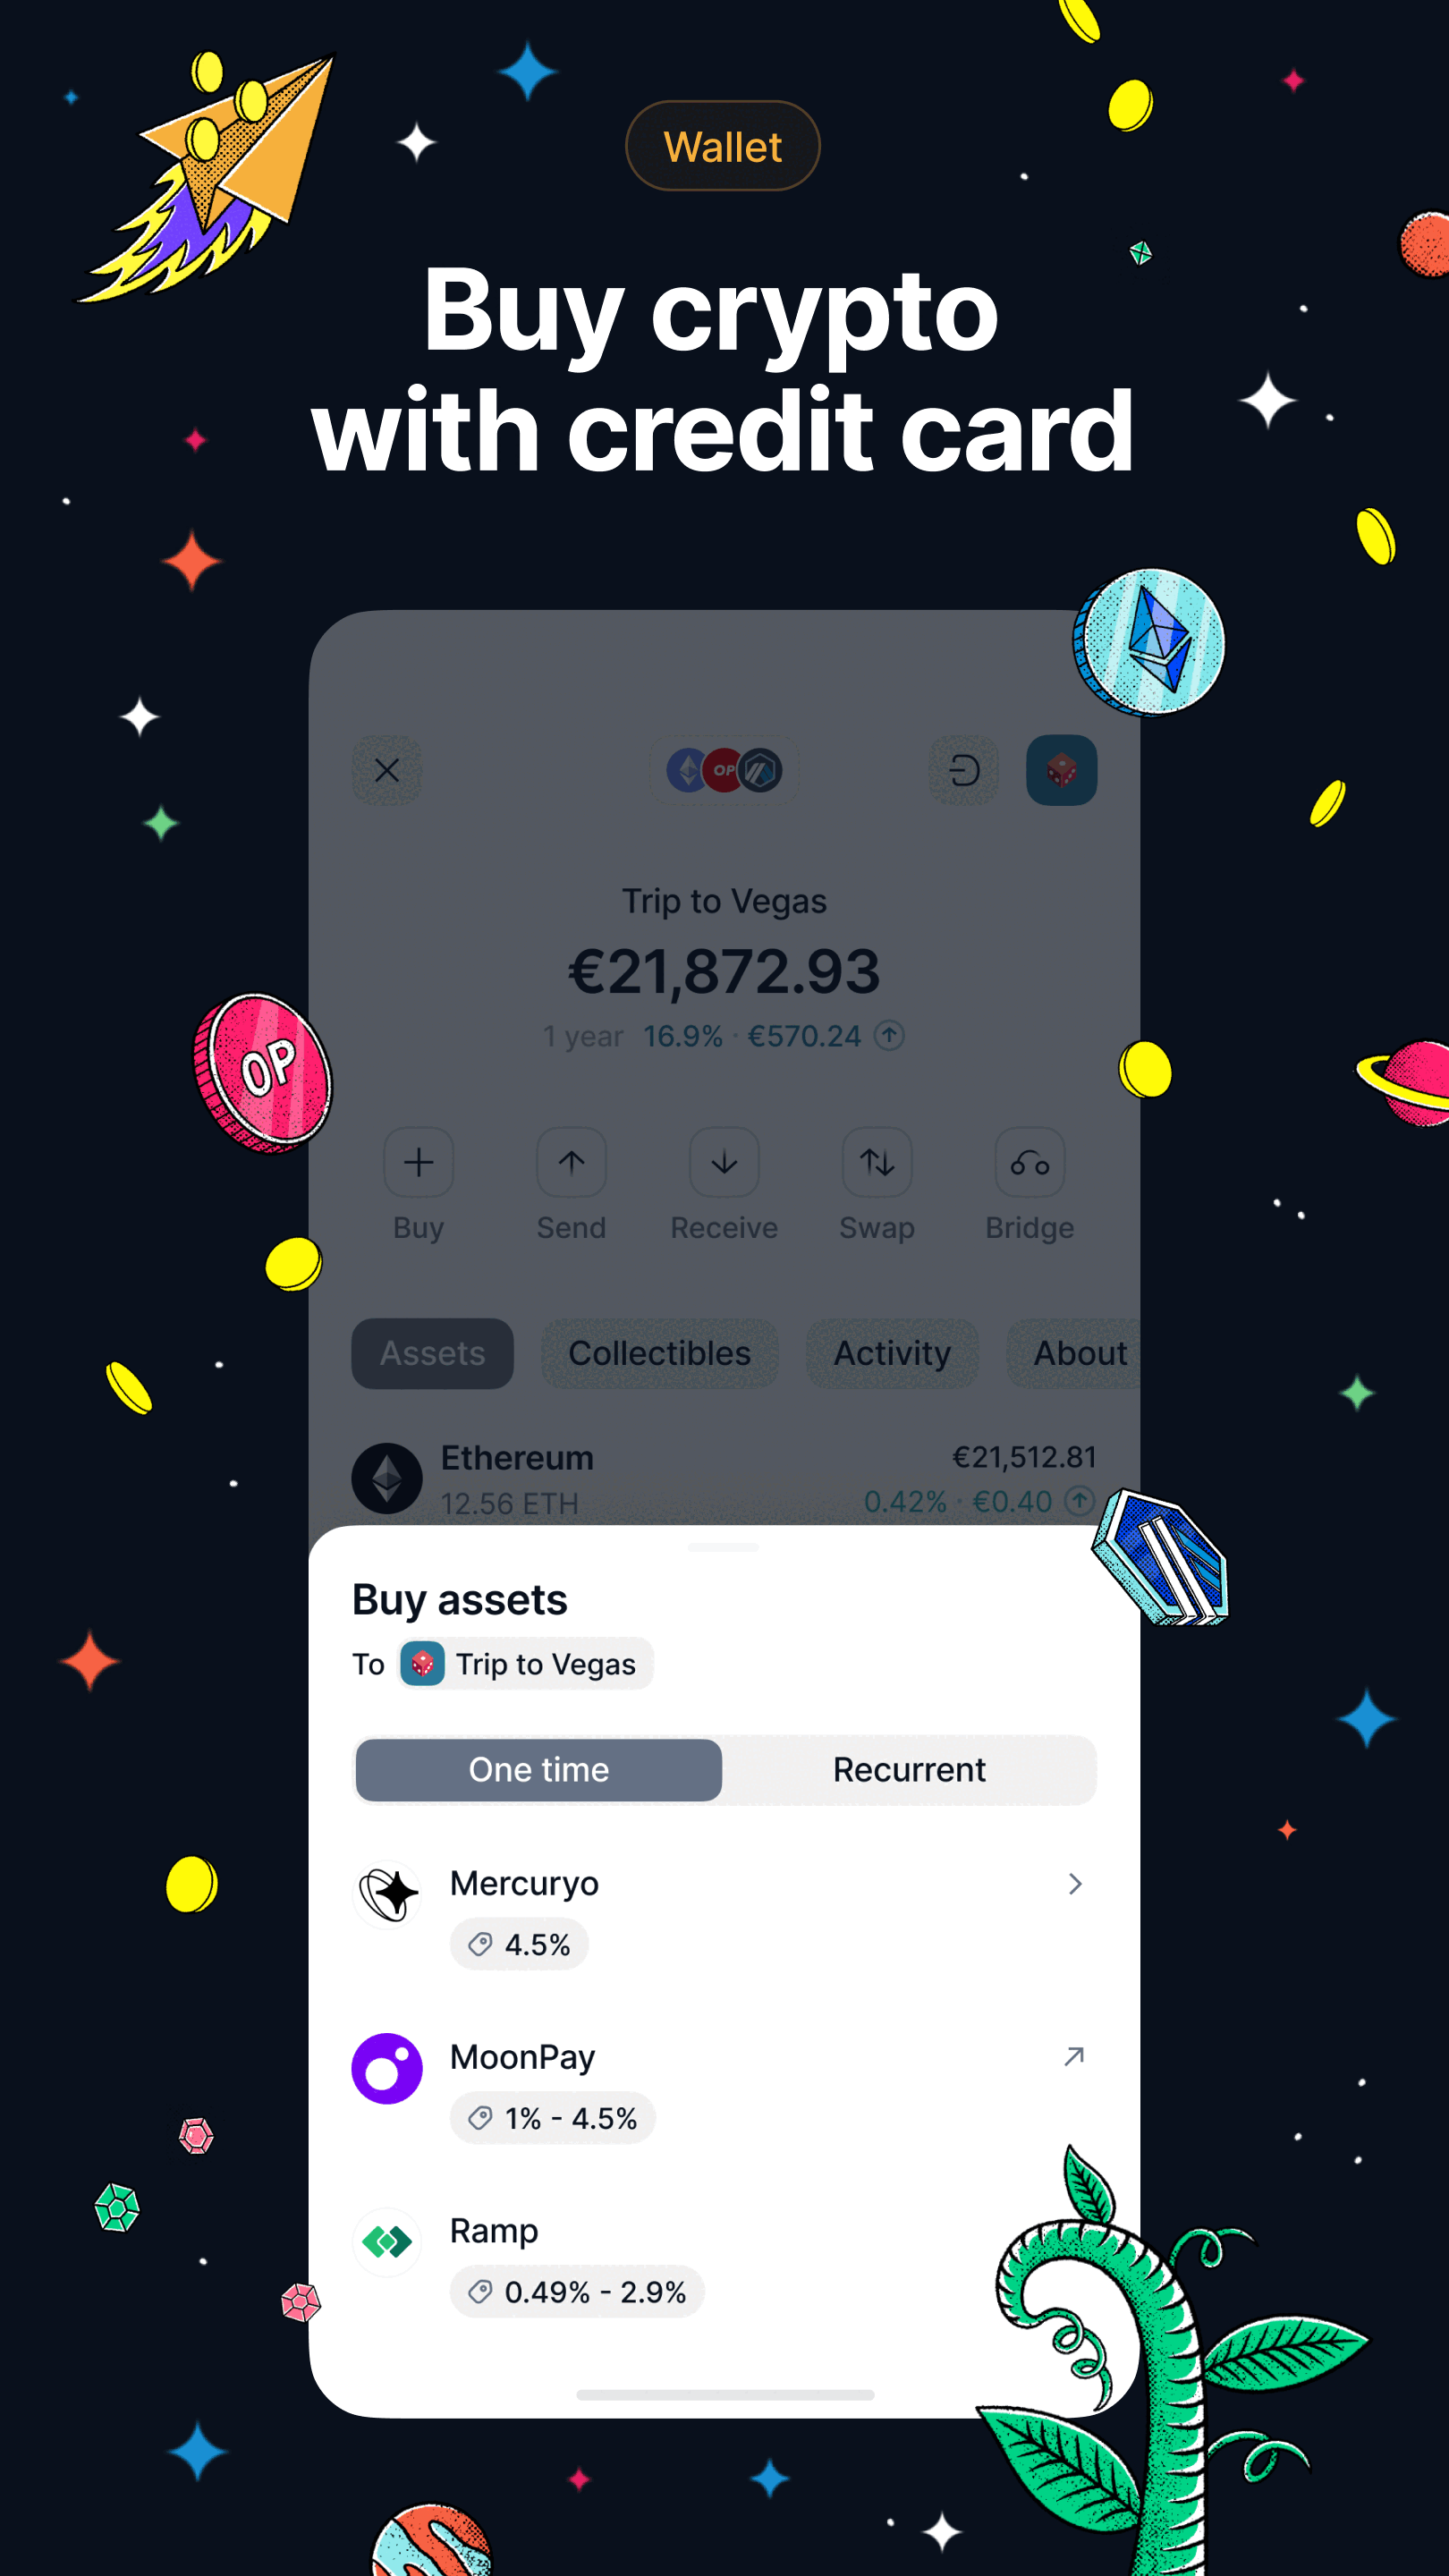 Wallet
Buy crypto
with credit card
OP
Trip to Vegas
€21,872.93
1 year 16.9% · €570.24
OP
Buy Send Receive Swap Bridge
Assets Collectibles Activity About
Ethereum €21,512.81
12.56 ETH 0.42% · €0.40
Buy assets
To Trip to Vegas
One time Recurrent
Mercuryo
4.5%
MoonPay
1% - 4.5%
Ramp
0.49% - 2.9%